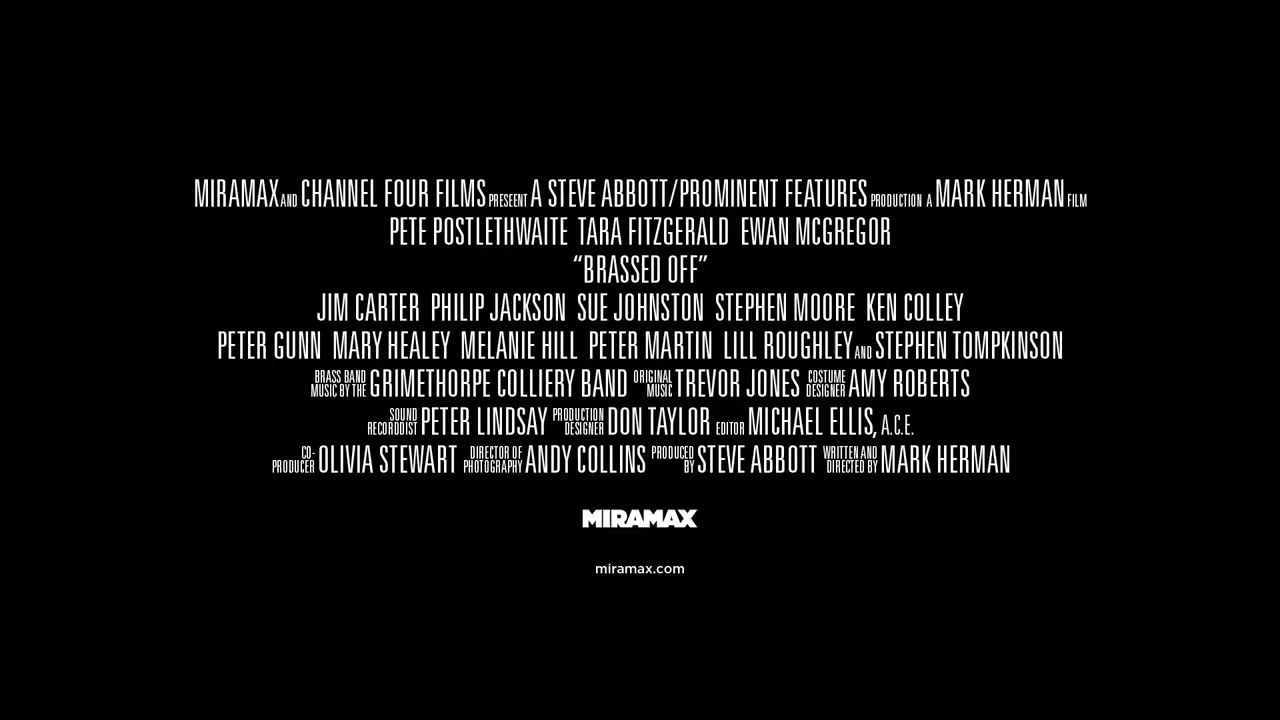 MIRAMAX AND CHANNEL FOUR FILMS PRESEENT A STEVE ABBOTT/PROMINENT FEATURES PRODUCTION A MARK HERMAN FILM
PETE POSTLETHWAITE TARA FITZGERALD EWAN MCGREGOR
“BRASSED OFF”
JIM CARTER PHILIP JACKSON SUE JOHNSTON STEPHEN MOORE KEN COLLEY
PETER GUNN MARY HEALEY MELANIE HILL PETER MARTIN LILL ROUGHLEY AND STEPHEN TOMPKINSON
BRASS BAND MUSIC BY THE GRIMETHORPE COLLIERY BAND ORIGINAL MUSIC TREVOR JONES COSTUME DESIGNER AMY ROBERTS
SOUND RECORDDIST PETER LINDSAY PRODUCTION DESIGNER DON TAYLOR EDITOR MICHAEL ELLIS, A.C.E.
CO-PRODUCER OLIVIA STEWART DIRECTOR OF PHOTOGRAPHY ANDY COLLINS PRODUCED BY STEVE ABBOTT WRITTEN AND DIRECTED BY MARK HERMAN
MIRAMAX
miramax.com